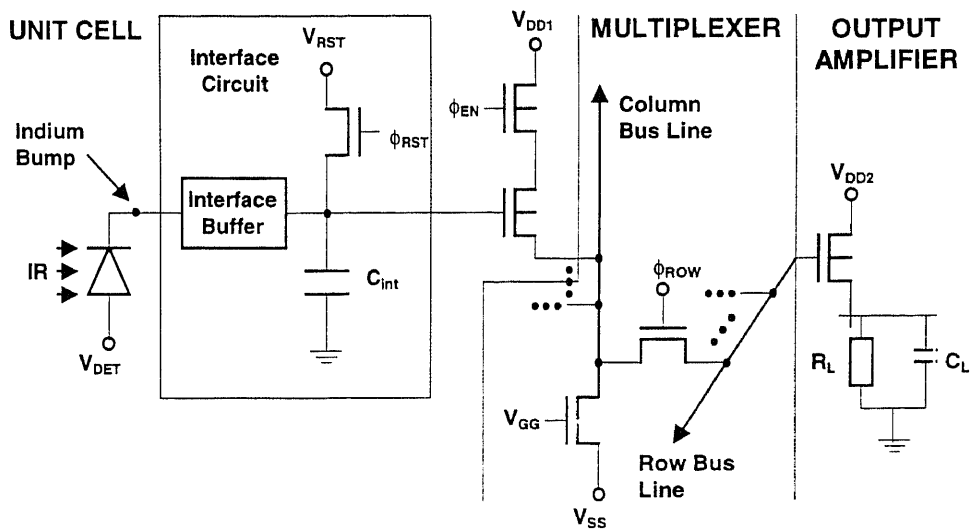 UNIT CELL
Interface
Circuit
V_RST
V_DD1
MULTIPLEXER
OUTPUT
AMPLIFIER
Indium
Bump
ϕ_RST
ϕ_EN
Column
Bus Line
V_DD2
Interface
Buffer
IR
C_int
ϕ_ROW
V_DET
R_L
C_L
V_GG
Row Bus
Line
V_SS